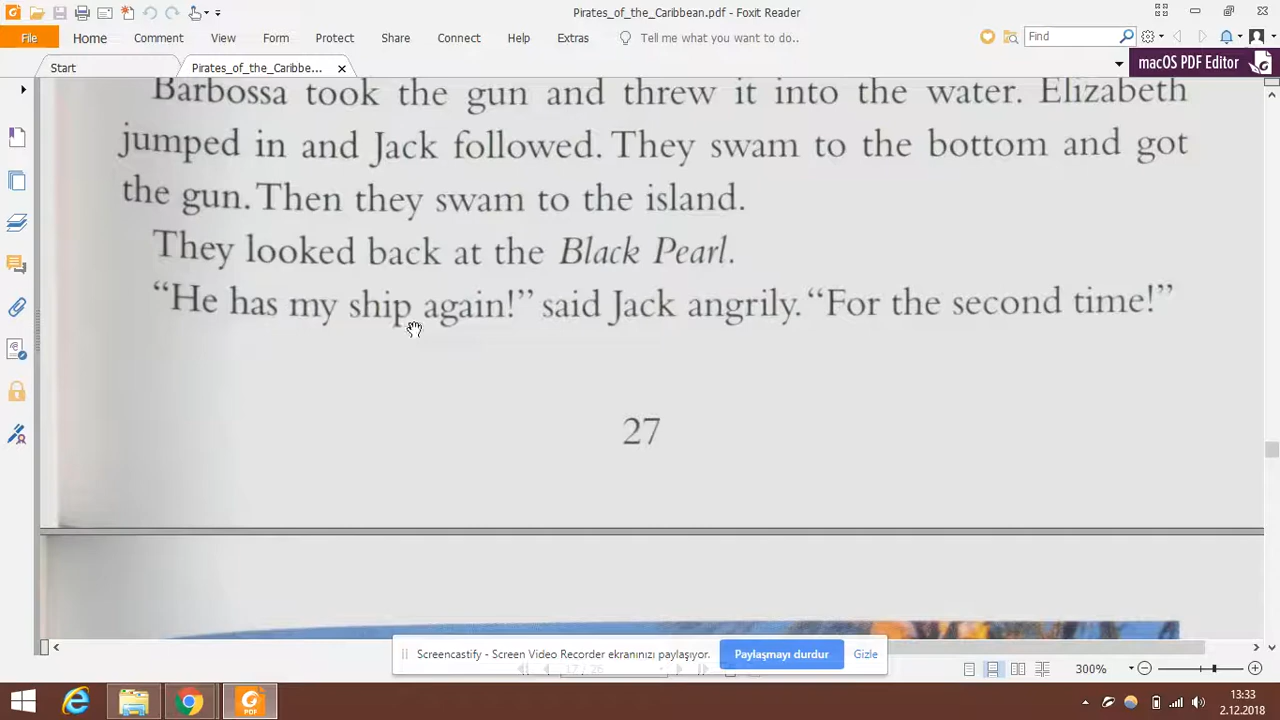 Pirates_of_the_Caribbean.pdf - Foxit Reader
File Home Comment View Form Protect Share Connect Help Extras Tell me what you want to do.. Find
Start Pirates_of_the_Caribbe... macOS PDF Editor
Barbossa took the gun and threw it into the water. Elizabeth
jumped in and Jack followed. They swam to the bottom and got
the gun. Then they swam to the island.
They looked back at the Black Pearl.
“He has my ship again!” said Jack angrily. “For the second time!”
27
Screencastify - Screen Video Recorder ekranınızı paylaşıyor. Paylaşmayı durdur Gizle
17 / 26 300%
PDF
13:33
2.12.2018